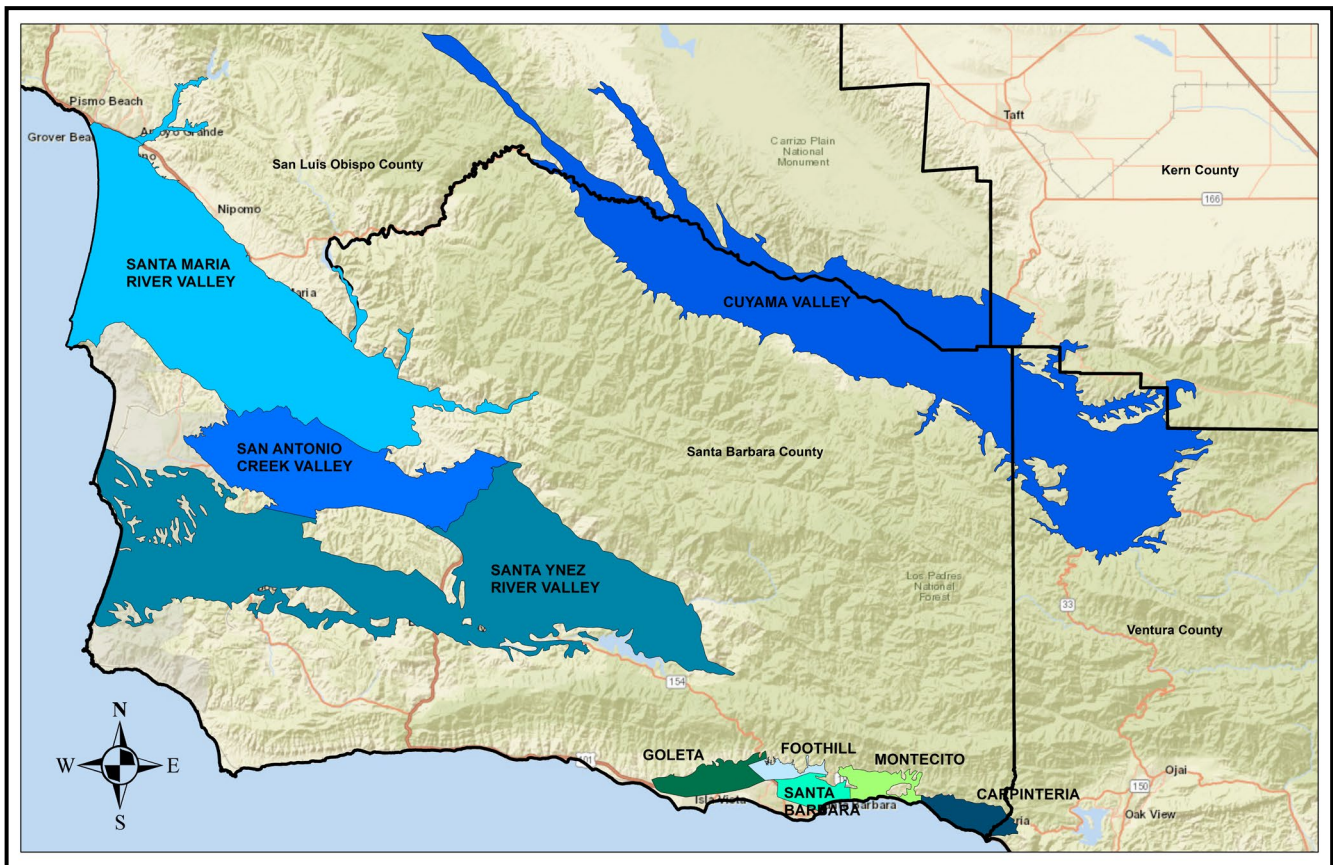 Pismo Beach
Grover Bea
Arroyo Grande
San Luis Obispo County
Carrizo Plain
National
Monument
Taft
Kern County
166
Nipomo
SANTA MARIA
RIVER VALLEY
CUYAMA VALLEY
SAN ANTONIO
CREEK VALLEY
Santa Barbara County
SANTA YNEZ
RIVER VALLEY
Los Padres
National
Forest
33
Ventura County
154
N
W
E
S
101
GOLETA
FOOTHILL
MONTECITO
SANTA
BARBARA
Isla Vista
CARPINTERIA
Ojai
150
Oak View